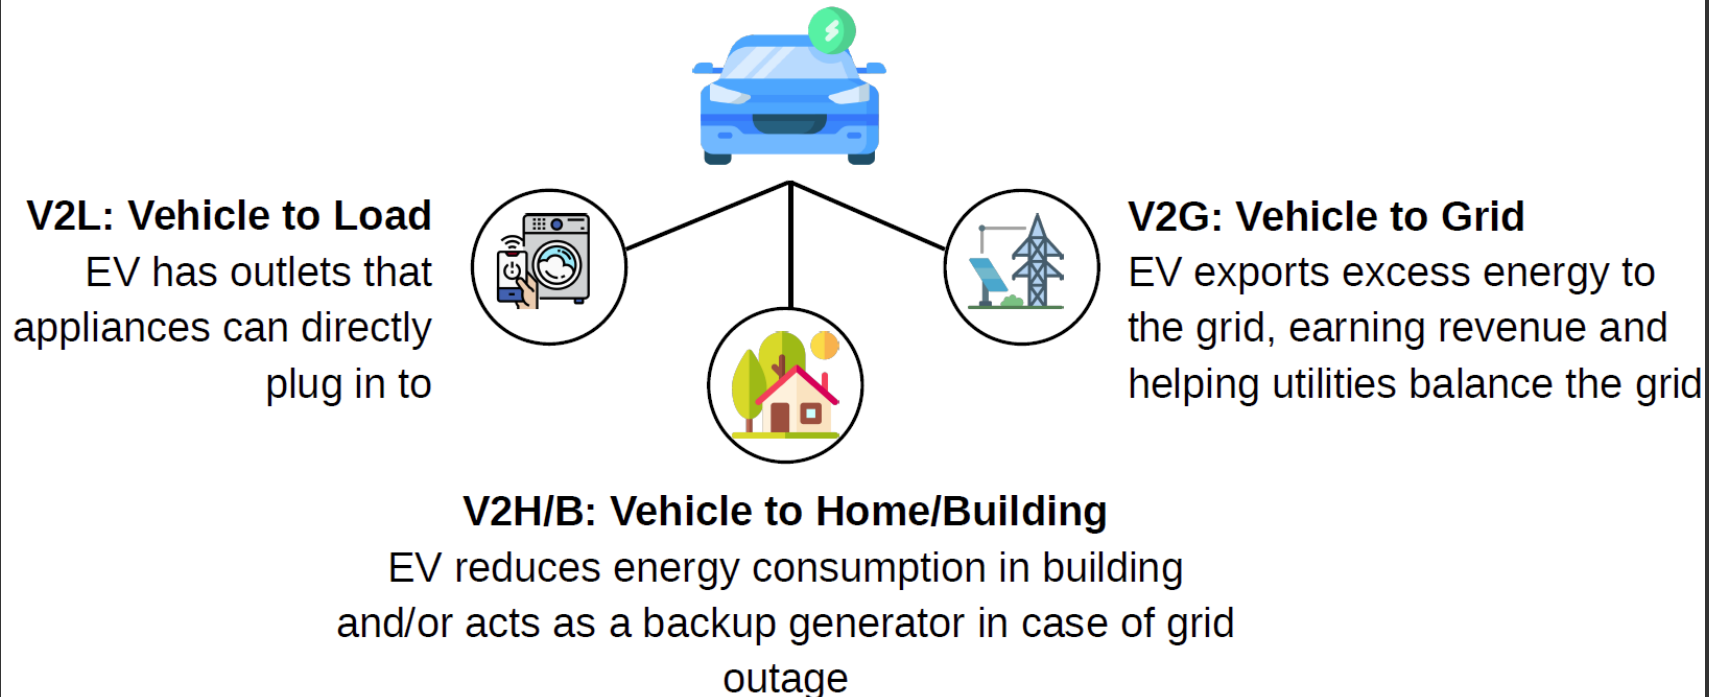 V2L: Vehicle to Load
EV has outlets that
appliances can directly
plug in to
V2G: Vehicle to Grid
EV exports excess energy to
the grid, earning revenue and
helping utilities balance the grid
V2H/B: Vehicle to Home/Building
EV reduces energy consumption in building
and/or acts as a backup generator in case of grid
outage